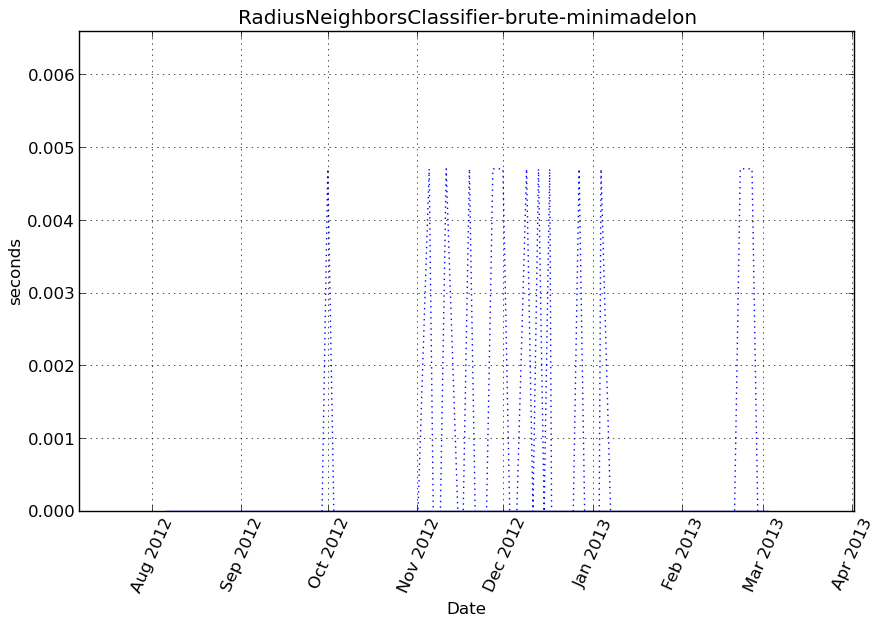 RadiusNeighborsClassifier-brute-minimadelon
0.006
0.005
0.004
0.003
0.002
0.001
0.000
seconds
Aug 2012
Sep 2012
Oct 2012
Nov 2012
Dec 2012
Jan 2013
Feb 2013
Mar 2013
Apr 2013
Date